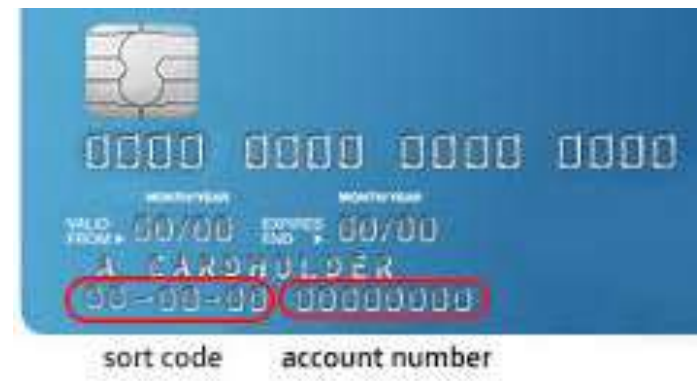 0000 0000 0000 0000
MONTH/YEAR MONTH/YEAR
VALID FROM 00/00 EXPIRES END 00/00
A CARDHOLDER
00-00-00 00000000
sort code account number